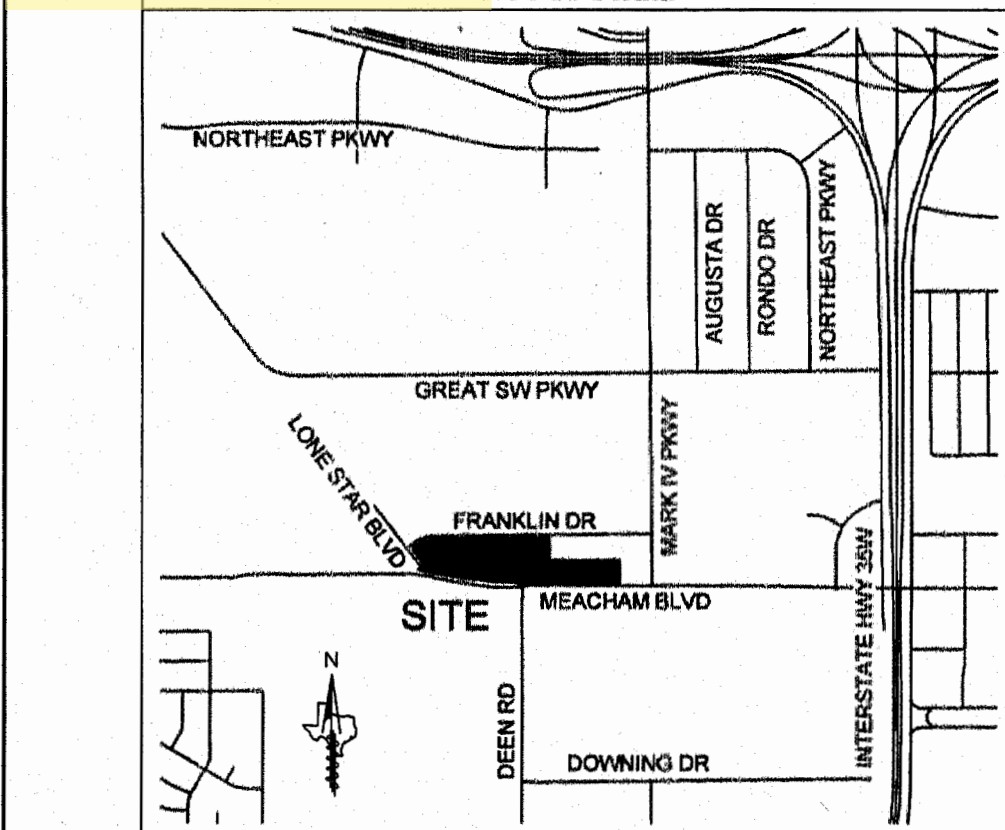 NORTHEAST PKWY
AUGUSTA DR
RONDO DR
NORTHEAST PKWY
GREAT SW PKWY
LONE STAR BLVD
MARK IV PKWY
FRANKLIN DR
INTERSTATE HWY 35W
MEACHAM BLVD
SITE
N
DEEN RD
DOWNING DR